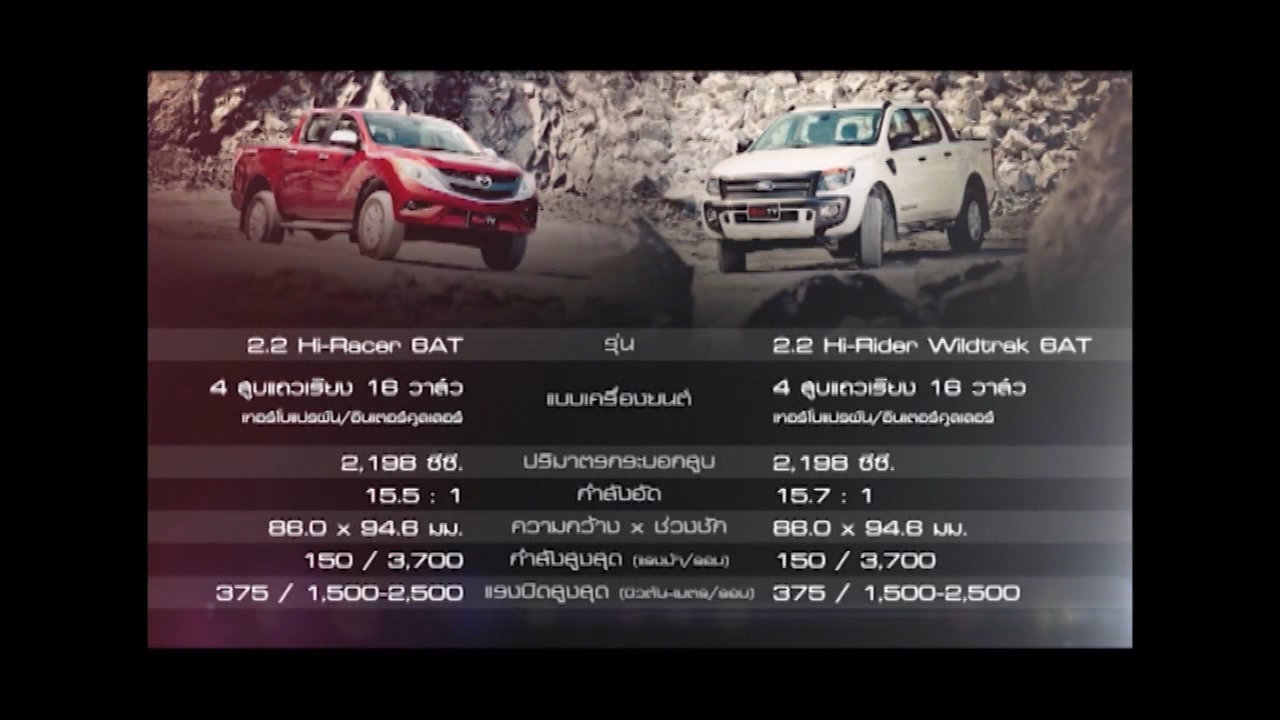 2.2 Hi-Racer 6AT รุ่น 2.2 Hi-Rider Wildtrak 6AT
4 สูบแถวเรียง 16 วาล์ว แบบเครื่องยนต์ 4 สูบแถวเรียง 16 วาล์ว
เทอร์โบแปรผัน/อินเตอร์คูลเลอร์ เทอร์โบแปรผัน/อินเตอร์คูลเลอร์
2,198 ซีซี. ปริมาตรกระบอกสูบ 2,198 ซีซี.
15.5 : 1 กำลังอัด 15.7 : 1
86.0 x 94.6 มม. ความกว้าง x ช่วงชัก 86.0 x 94.6 มม.
150 / 3,700 กำลังสูงสุด (แรงม้า/รอบ) 150 / 3,700
375 / 1,500-2,500 แรงบิดสูงสุด (นิวตัน-เมตร/รอบ) 375 / 1,500-2,500